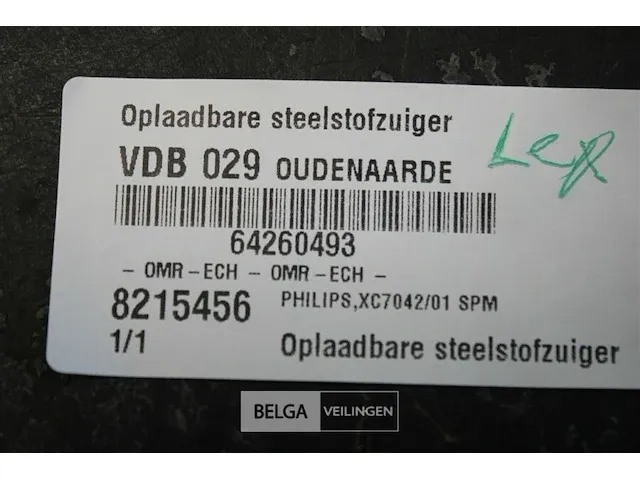 Oplaadbare steelstofzuiger
VDB 029 OUDENAARDE
64260493
- OMR-ECH - OMR-ECH -
8215456 PHILIPS,XC7042/01 SPM
1/1 Oplaadbare steelstofzuiger
BELGA VEILINGEN